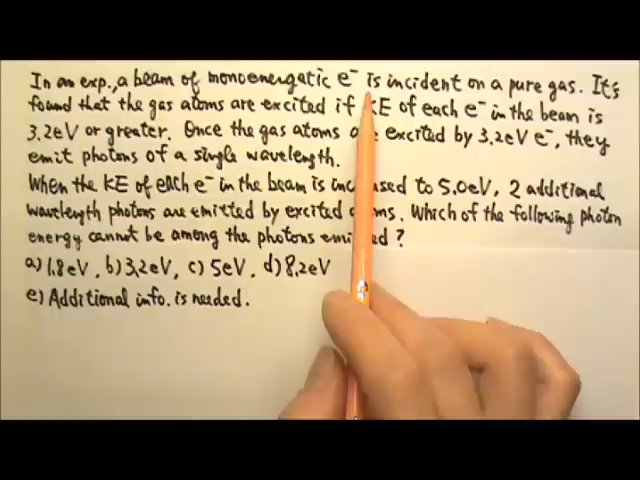 In an exp., a beam of monoenergatic e⁻ is incident on a pure gas. It's
found that the gas atoms are excited if KE of each e⁻ in the beam is
3.2eV or greater. Once the gas atoms are excited by 3.2eV e⁻, they
emit photons of a single wavelength.
When the KE of each e⁻ in the beam is increased to 5.0eV, 2 additional
wavelength photons are emitted by excited atoms. Which of the following photon
energy cannot be among the photons emitted?
a) 1.8eV, b) 3.2eV, c) 5eV, d) 8.2eV
e) Additional info. is needed.